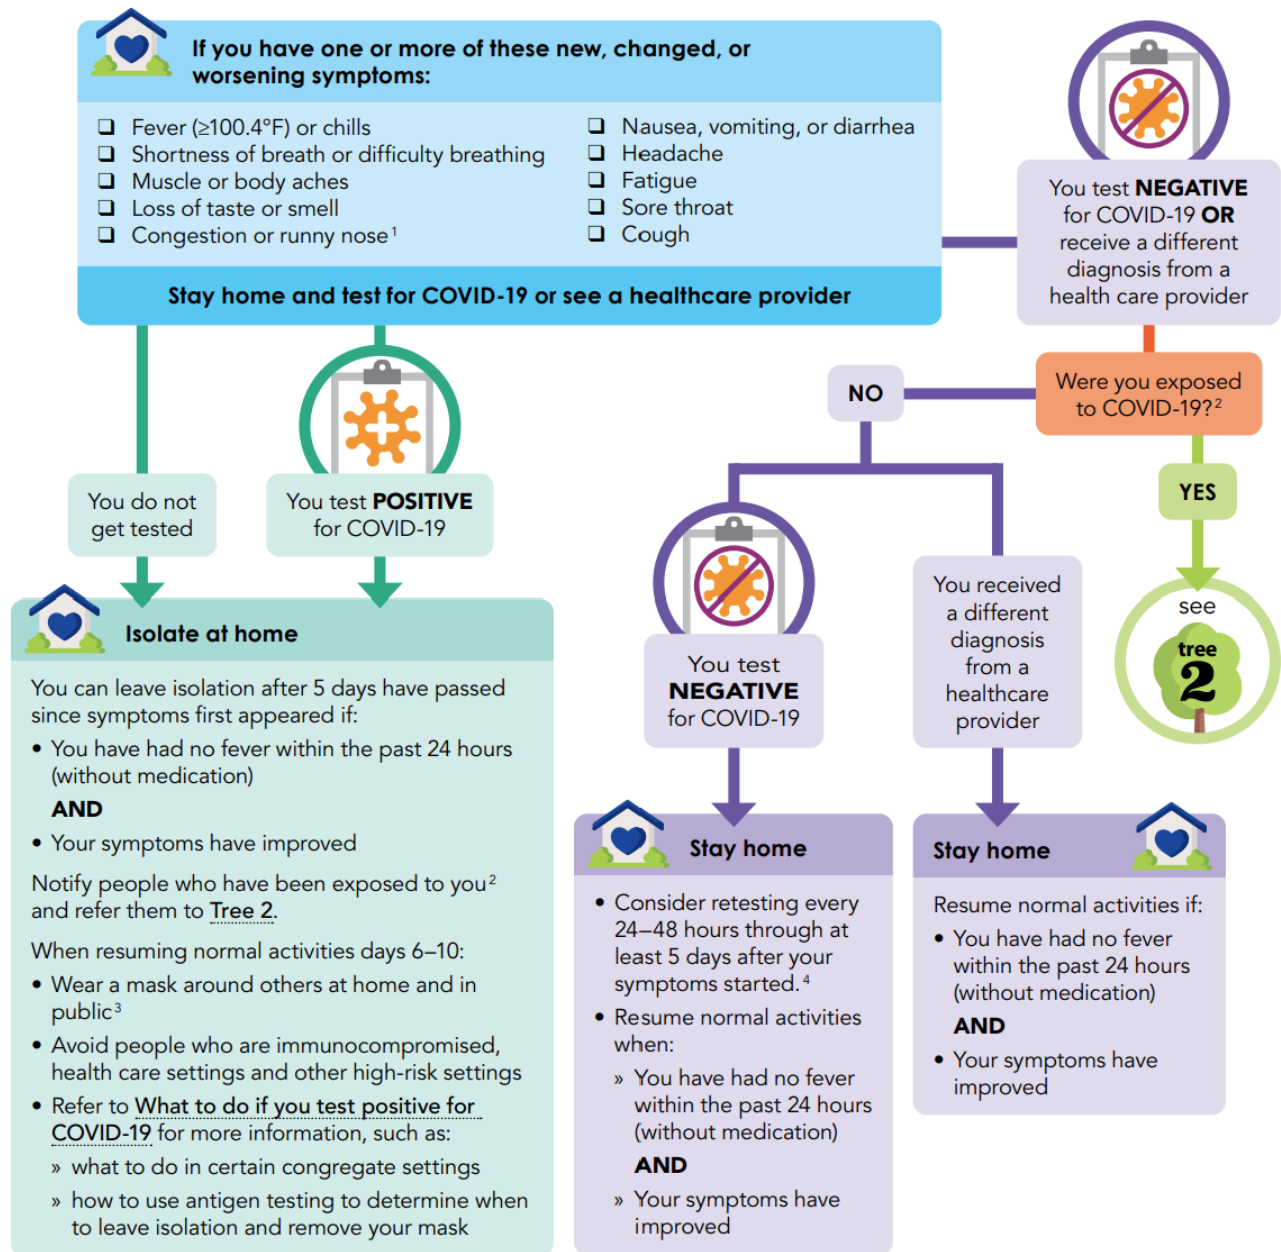 If you have one or more of these new, changed, or
worsening symptoms:
❏ Fever (≥100.4°F) or chills
❏ Shortness of breath or difficulty breathing
❏ Muscle or body aches
❏ Loss of taste or smell
❏ Congestion or runny nose¹
❏ Nausea, vomiting, or diarrhea
❏ Headache
❏ Fatigue
❏ Sore throat
❏ Cough
Stay home and test for COVID-19 or see a healthcare provider
You test NEGATIVE
for COVID-19 OR
receive a different
diagnosis from a
health care provider
Were you exposed
to COVID-19?²
NO
YES
see
tree
2
You do not
get tested
You test POSITIVE
for COVID-19
Isolate at home
You can leave isolation after 5 days have passed
since symptoms first appeared if:
• You have had no fever within the past 24 hours
(without medication)
AND
• Your symptoms have improved
Notify people who have been exposed to you²
and refer them to Tree 2.
When resuming normal activities days 6–10:
• Wear a mask around others at home and in
public³
• Avoid people who are immunocompromised,
health care settings and other high-risk settings
• Refer to What to do if you test positive for
COVID-19 for more information, such as:
» what to do in certain congregate settings
» how to use antigen testing to determine when
to leave isolation and remove your mask
You test
NEGATIVE
for COVID-19
Stay home
• Consider retesting every
24–48 hours through at
least 5 days after your
symptoms started.⁴
• Resume normal activities
when:
» You have had no fever
within the past 24 hours
(without medication)
AND
» Your symptoms have
improved
You received
a different
diagnosis
from a
healthcare
provider
Stay home
Resume normal activities if:
• You have had no fever
within the past 24 hours
(without medication)
AND
• Your symptoms have
improved